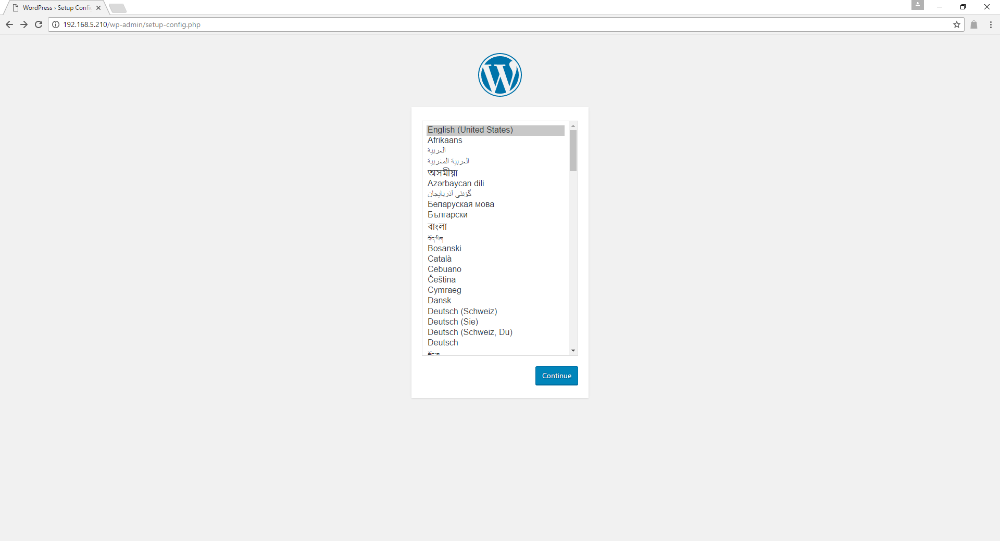 WordPress › Setup Confi
192.168.5.210/wp-admin/setup-config.php
English (United States)
Afrikaans
العربية
العربية المغربية
অসমীয়া
Azərbaycan dili
گؤنئی آذربایجان
Беларуская мова
Български
বাংলা
བོད་ཡིག
Bosanski
Català
Cebuano
Čeština
Cymraeg
Dansk
Deutsch (Schweiz)
Deutsch (Sie)
Deutsch (Schweiz, Du)
Deutsch
Continue